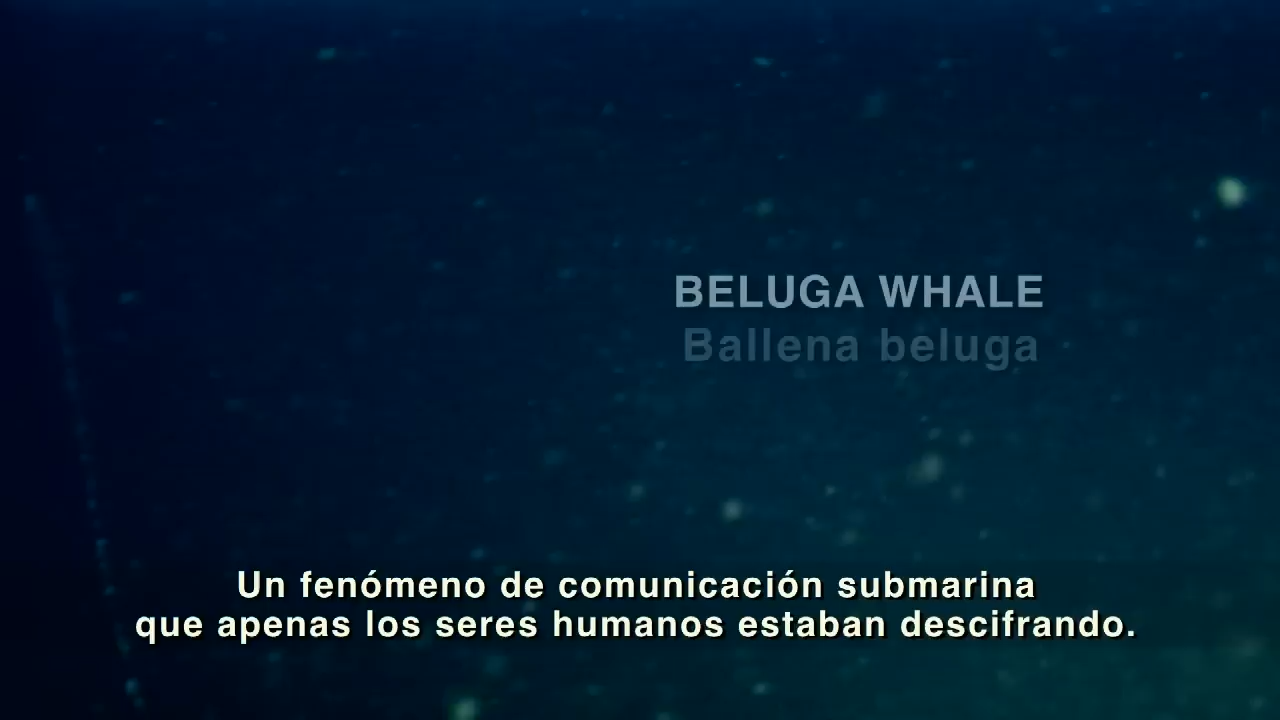 BELUGA WHALE
Ballena beluga
Un fenómeno de comunicación submarina
que apenas los seres humanos estaban descifrando.